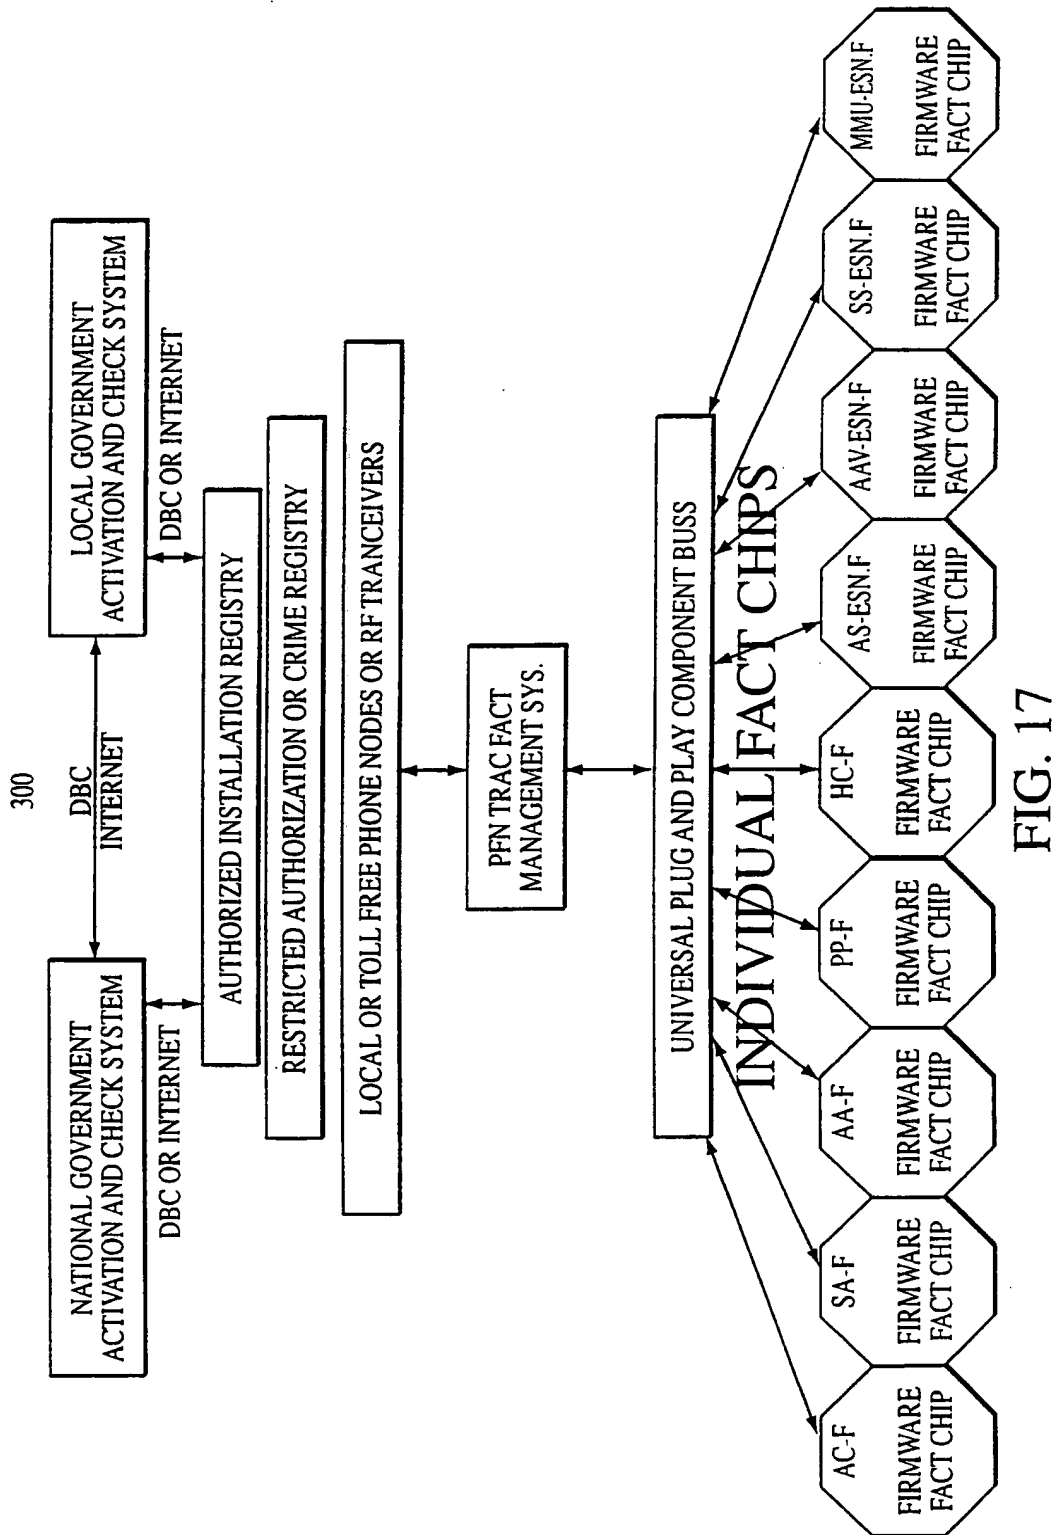 300
NATIONAL GOVERNMENT
ACTIVATION AND CHECK SYSTEM
DBC
INTERNET
LOCAL GOVERNMENT
ACTIVATION AND CHECK SYSTEM
DBC OR INTERNET
DBC OR INTERNET
AUTHORIZED INSTALLATION REGISTRY
RESTRICTED AUTHORIZATION OR CRIME REGISTRY
LOCAL OR TOLL FREE PHONE NODES OR RF TRANCEIVERS
PFN TRAC FACT
MANAGEMENT SYS.
UNIVERSAL PLUG AND PLAY COMPONENT BUSS
INDIVIDUAL FACT CHIPS
AC-F
FIRMWARE
FACT CHIP
SA-F
FIRMWARE
FACT CHIP
AA-F
FIRMWARE
FACT CHIP
PP-F
FIRMWARE
FACT CHIP
HC-F
FIRMWARE
FACT CHIP
AS-ESN.F
FIRMWARE
FACT CHIP
AAV-ESN-F
FIRMWARE
FACT CHIP
SS-ESN.F
FIRMWARE
FACT CHIP
MMU-ESN.F
FIRMWARE
FACT CHIP
FIG. 17